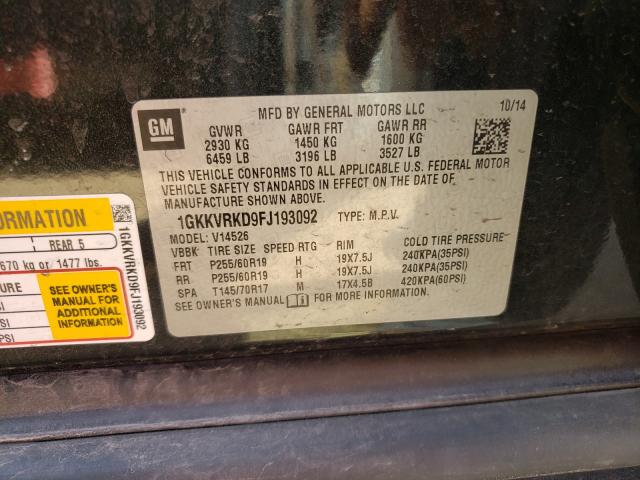 GM
MFD BY GENERAL MOTORS LLC
10/14
GVWR GAWR FRT GAWR RR
2930 KG 1450 KG 1600 KG
6459 LB 3196 LB 3527 LB
THIS VEHICLE CONFORMS TO ALL APPLICABLE U.S. FEDERAL MOTOR
VEHICLE SAFETY STANDARDS IN EFFECT ON THE DATE OF
MANUFACTURE SHOWN ABOVE.
1GKKVRKD9FJ193092 TYPE: M.P.V.
MODEL: V14526
VBBK TIRE SIZE SPEED RTG RIM COLD TIRE PRESSURE
FRT P255/60R19 H 19X7.5J 240KPA(35PSI)
RR P255/60R19 H 19X7.5J 240KPA(35PSI)
SPA T145/70R17 M 17X4.5B 420KPA(60PSI)
SEE OWNER'S MANUAL FOR MORE INFORMATION.
ORMATION
REAR 5
670 kg or 1477 lbs.
URE
SEE OWNER'S
MANUAL FOR
ADDITIONAL
INFORMATION
SI)
SI)
PSI)
1GKKVRKD9FJ193092